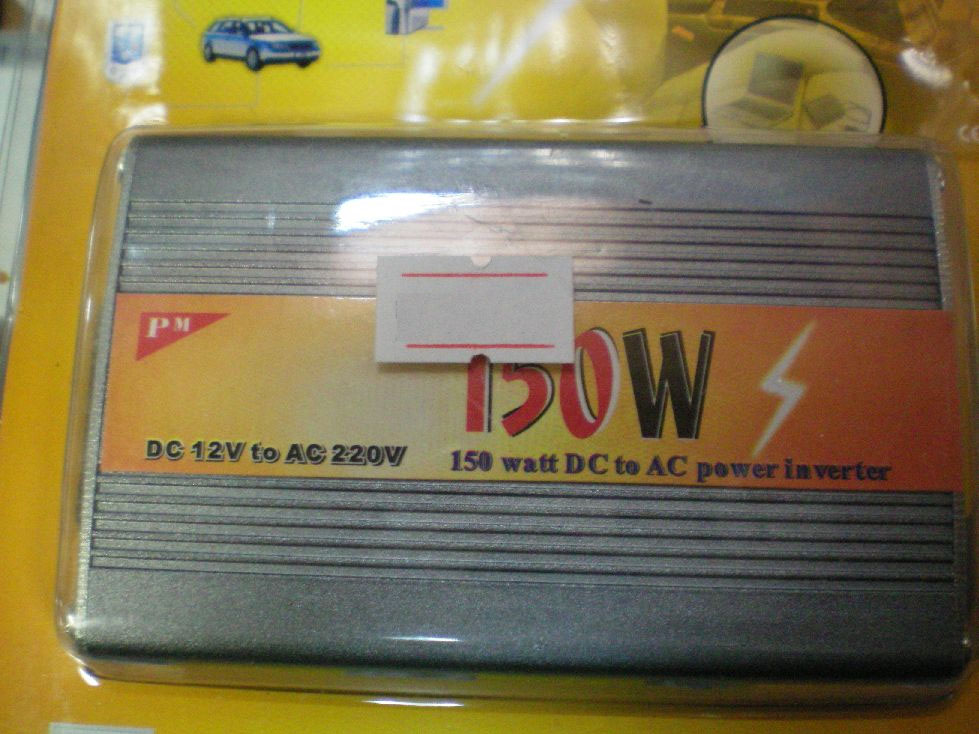 PM
150W
DC 12V to AC 220V
150 watt DC to AC power inverter